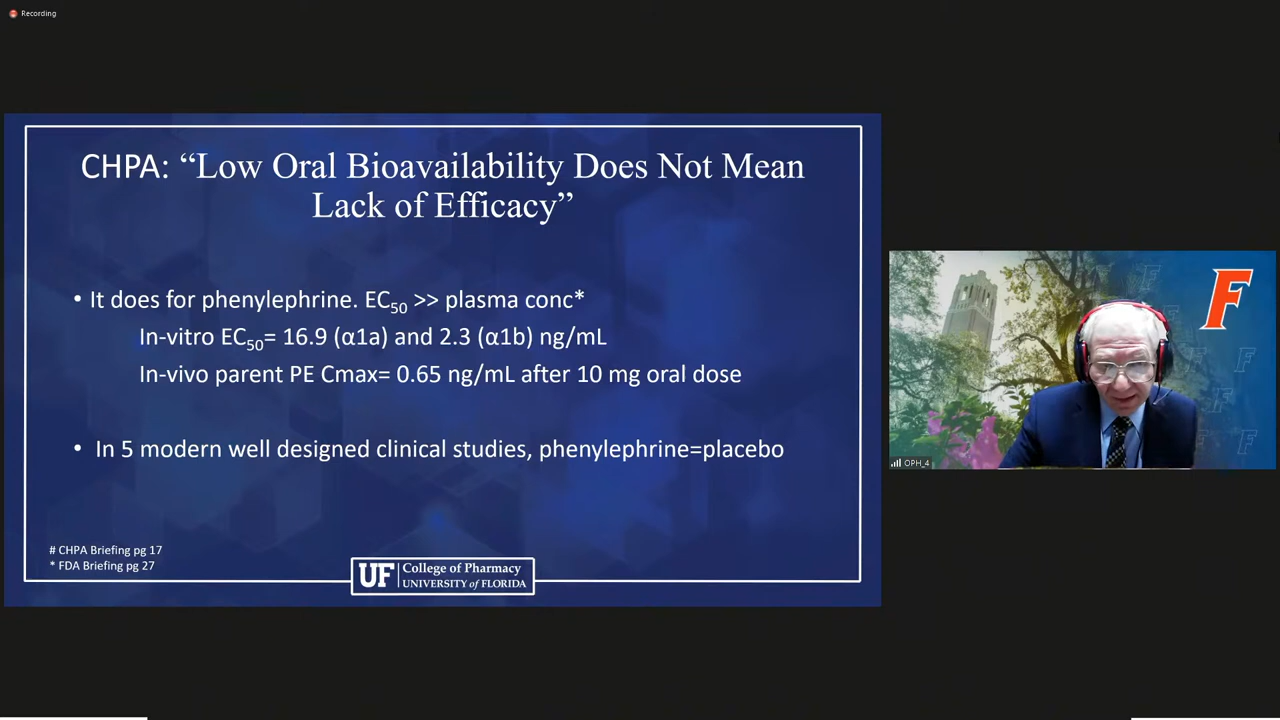 Recording
CHPA: “Low Oral Bioavailability Does Not Mean
Lack of Efficacy”
• It does for phenylephrine. EC50 >> plasma conc*
In-vitro EC50= 16.9 (α1a) and 2.3 (α1b) ng/mL
In-vivo parent PE Cmax= 0.65 ng/mL after 10 mg oral dose
• In 5 modern well designed clinical studies, phenylephrine=placebo
# CHPA Briefing pg 17
* FDA Briefing pg 27
UF College of Pharmacy
UNIVERSITY of FLORIDA
F
OPH_4